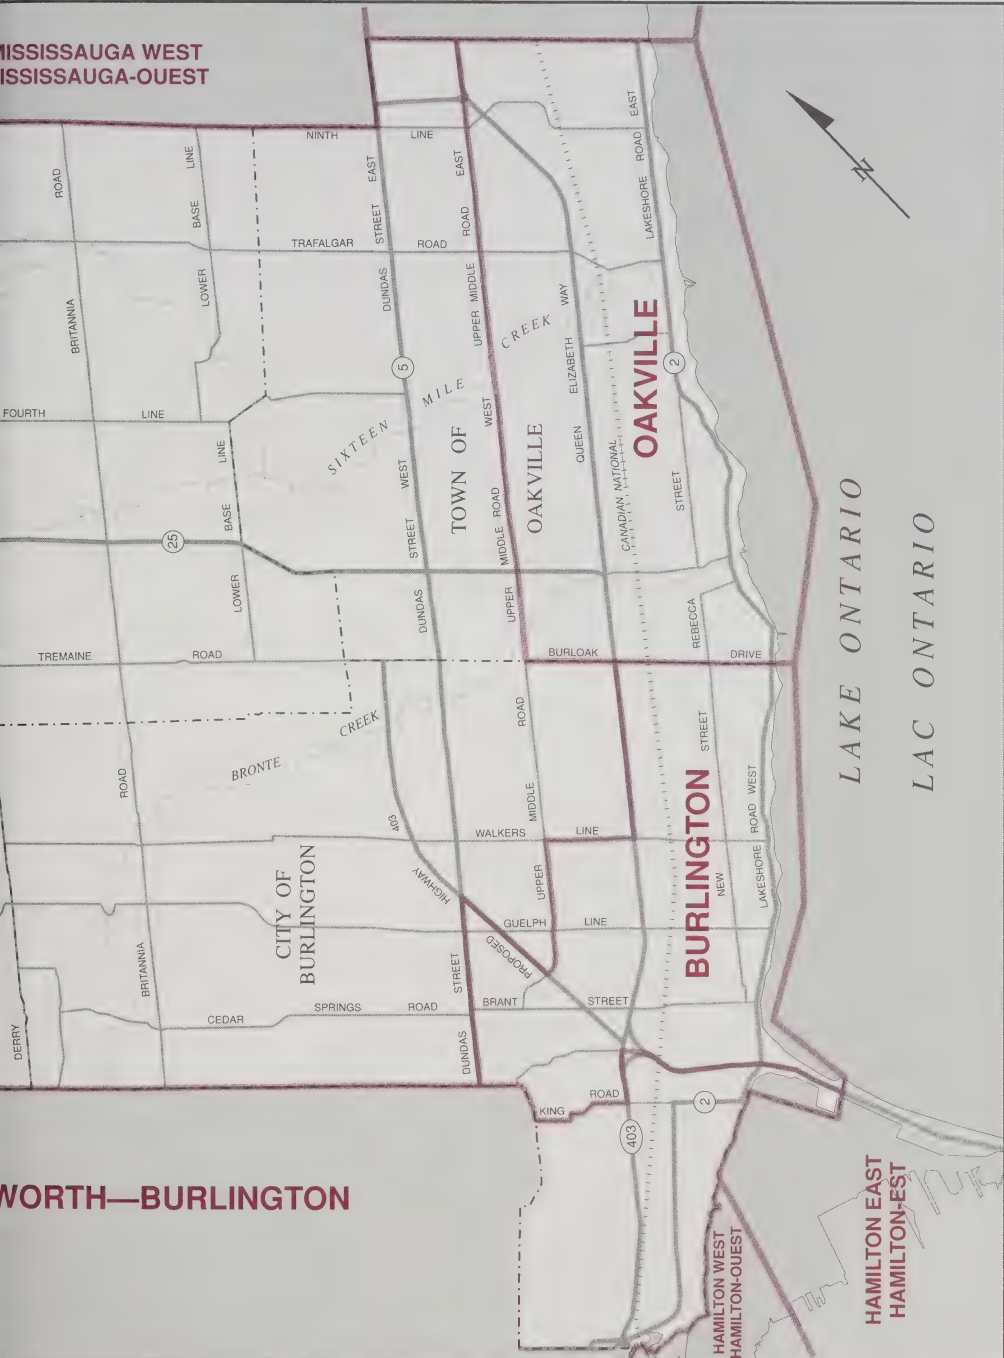 MISSISSAUGA WEST
MISSISSAUGA-OUEST
NINTH
LINE
ROAD
LINE
BASE
LOWER
EAST
STREET
DUNDAS
EAST
ROAD
UPPER MIDDLE
EAST
ROAD
LAKESHORE
N
TRAFALGAR
ROAD
BRITANNIA
WAY
ELIZABETH
QUEEN
CREEK
MILE
SIXTEEN
5
2
OAKVILLE
FOURTH
LINE
LINE
BASE
LOWER
WEST
STREET
DUNDAS
TOWN OF
OAKVILLE
WEST
MIDDLE ROAD
UPPER
CANADIAN NATIONAL
STREET
REBECCA
25
LAKE ONTARIO
LAC ONTARIO
TREMAINE
ROAD
BURLOAK
DRIVE
CREEK
BRONTE
ROAD
BRITANNIA
ROAD
MIDDLE
UPPER
STREET
NEW
ROAD WEST
LAKESHORE
403
HIGHWAY
WALKERS
LINE
BURLINGTON
CITY OF
BURLINGTON
GUELPH
LINE
PROPOSED
STREET
DUNDAS
BRANT
STREET
CEDAR
SPRINGS
ROAD
DERRY
KING
ROAD
2
403
WORTH—BURLINGTON
HAMILTON WEST
HAMILTON-OUEST
HAMILTON EAST
HAMILTON-EST